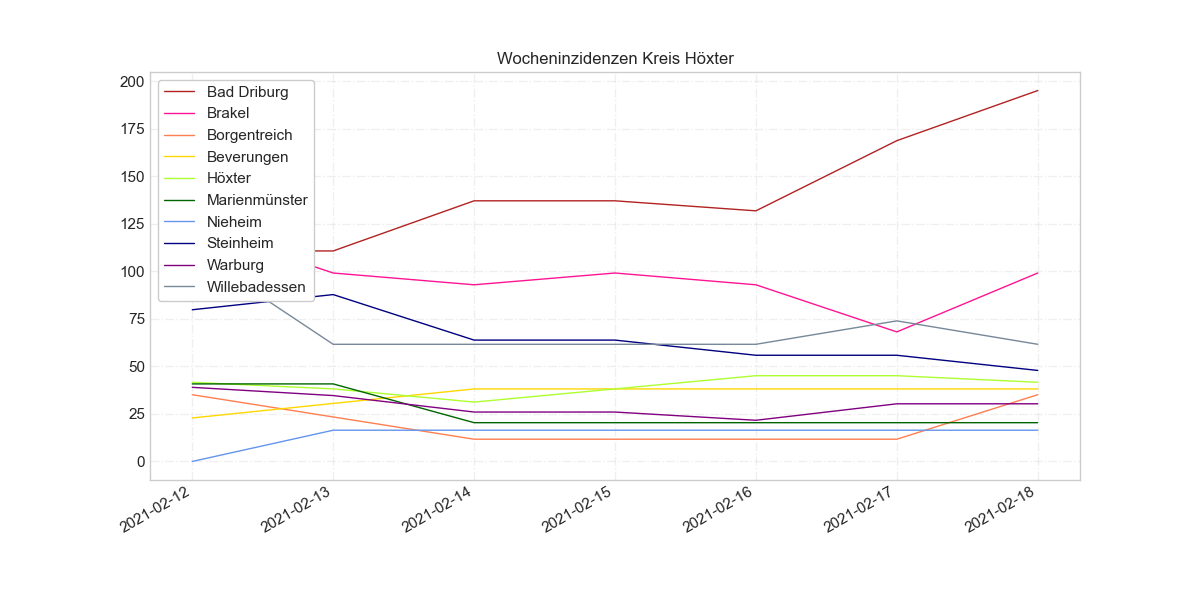 Wocheninzidenzen Kreis Höxter
200
175
150
125
100
75
50
25
0
Bad Driburg
Brakel
Borgentreich
Beverungen
Höxter
Marienmünster
Nieheim
Steinheim
Warburg
Willebadessen
2021-02-12
2021-02-13
2021-02-14
2021-02-15
2021-02-16
2021-02-17
2021-02-18